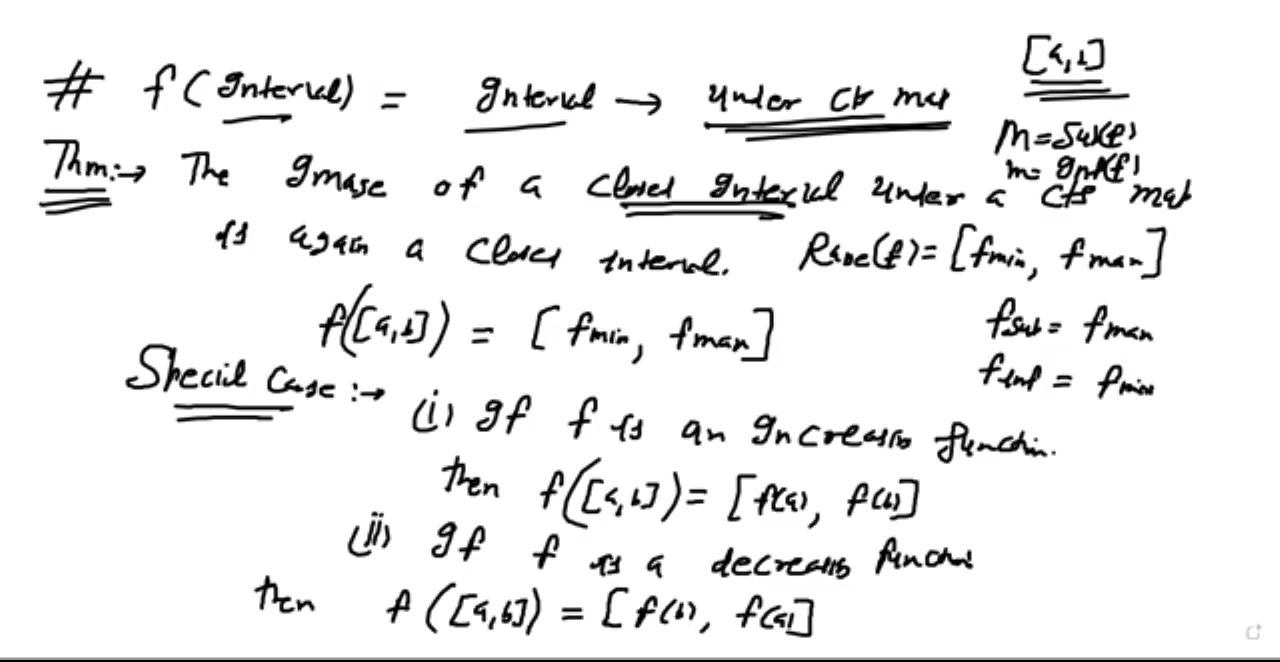 # f(Interval) = Interval → under cts map
[a,b]
M = Sup(f)
m = Inf(f)
Thm:→ The Image of a closed Interval under a cts map
is again a closed interval. Range(f) = [fmin, fmax]
f([a,b]) = [fmin, fmax]
fsup = fmax
finf = fmin
Special Case:→
(i) If f is an Increasing function.
then f([a,b]) = [f(a), f(b)]
(ii) If f is a decreasing function
then f([a,b]) = [f(b), f(a)]